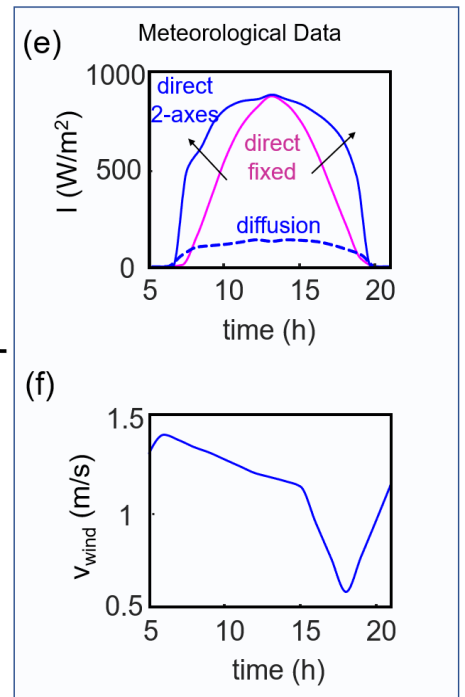 Meteorological Data
(e)
1000
500
0
I (W/m²)
direct
2-axes
direct
fixed
diffusion
5 10 15 20
time (h)
(f)
1.5
1
0.5
v_wind (m/s)
5 10 15 20
time (h)